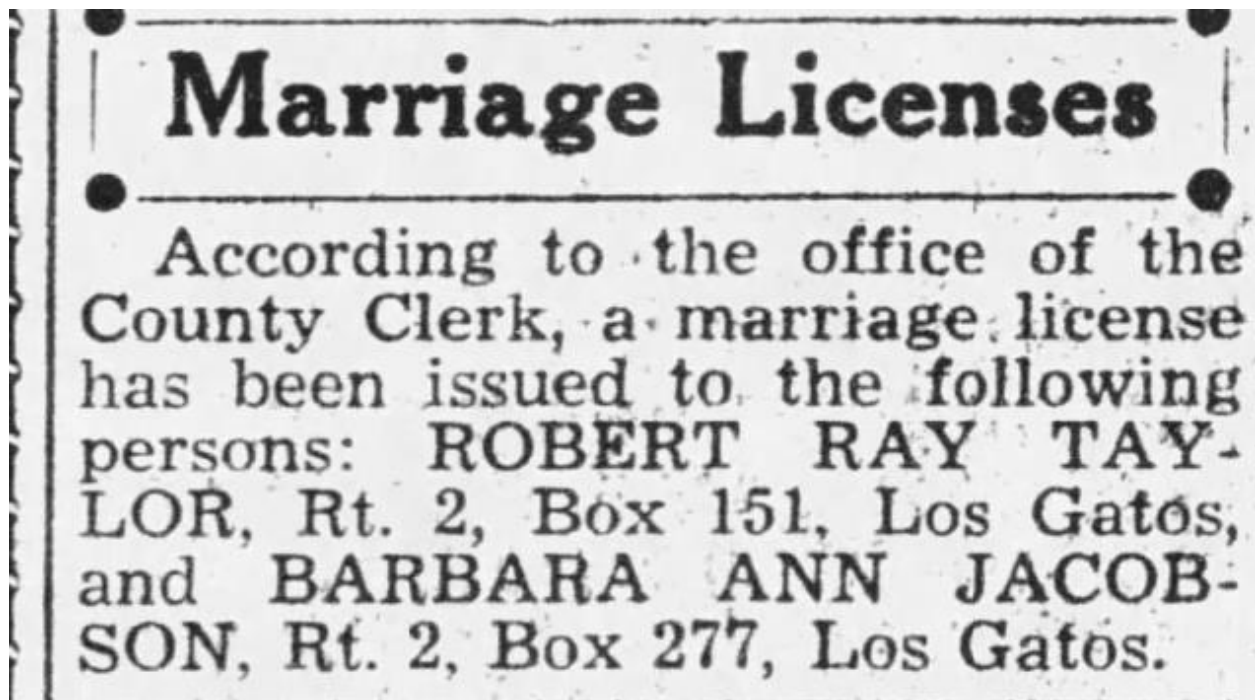 Marriage Licenses
According to the office of the
County Clerk, a marriage license
has been issued to the following
persons: ROBERT RAY TAY-
LOR, Rt. 2, Box 151, Los Gatos,
and BARBARA ANN JACOB-
SON, Rt. 2, Box 277, Los Gatos.